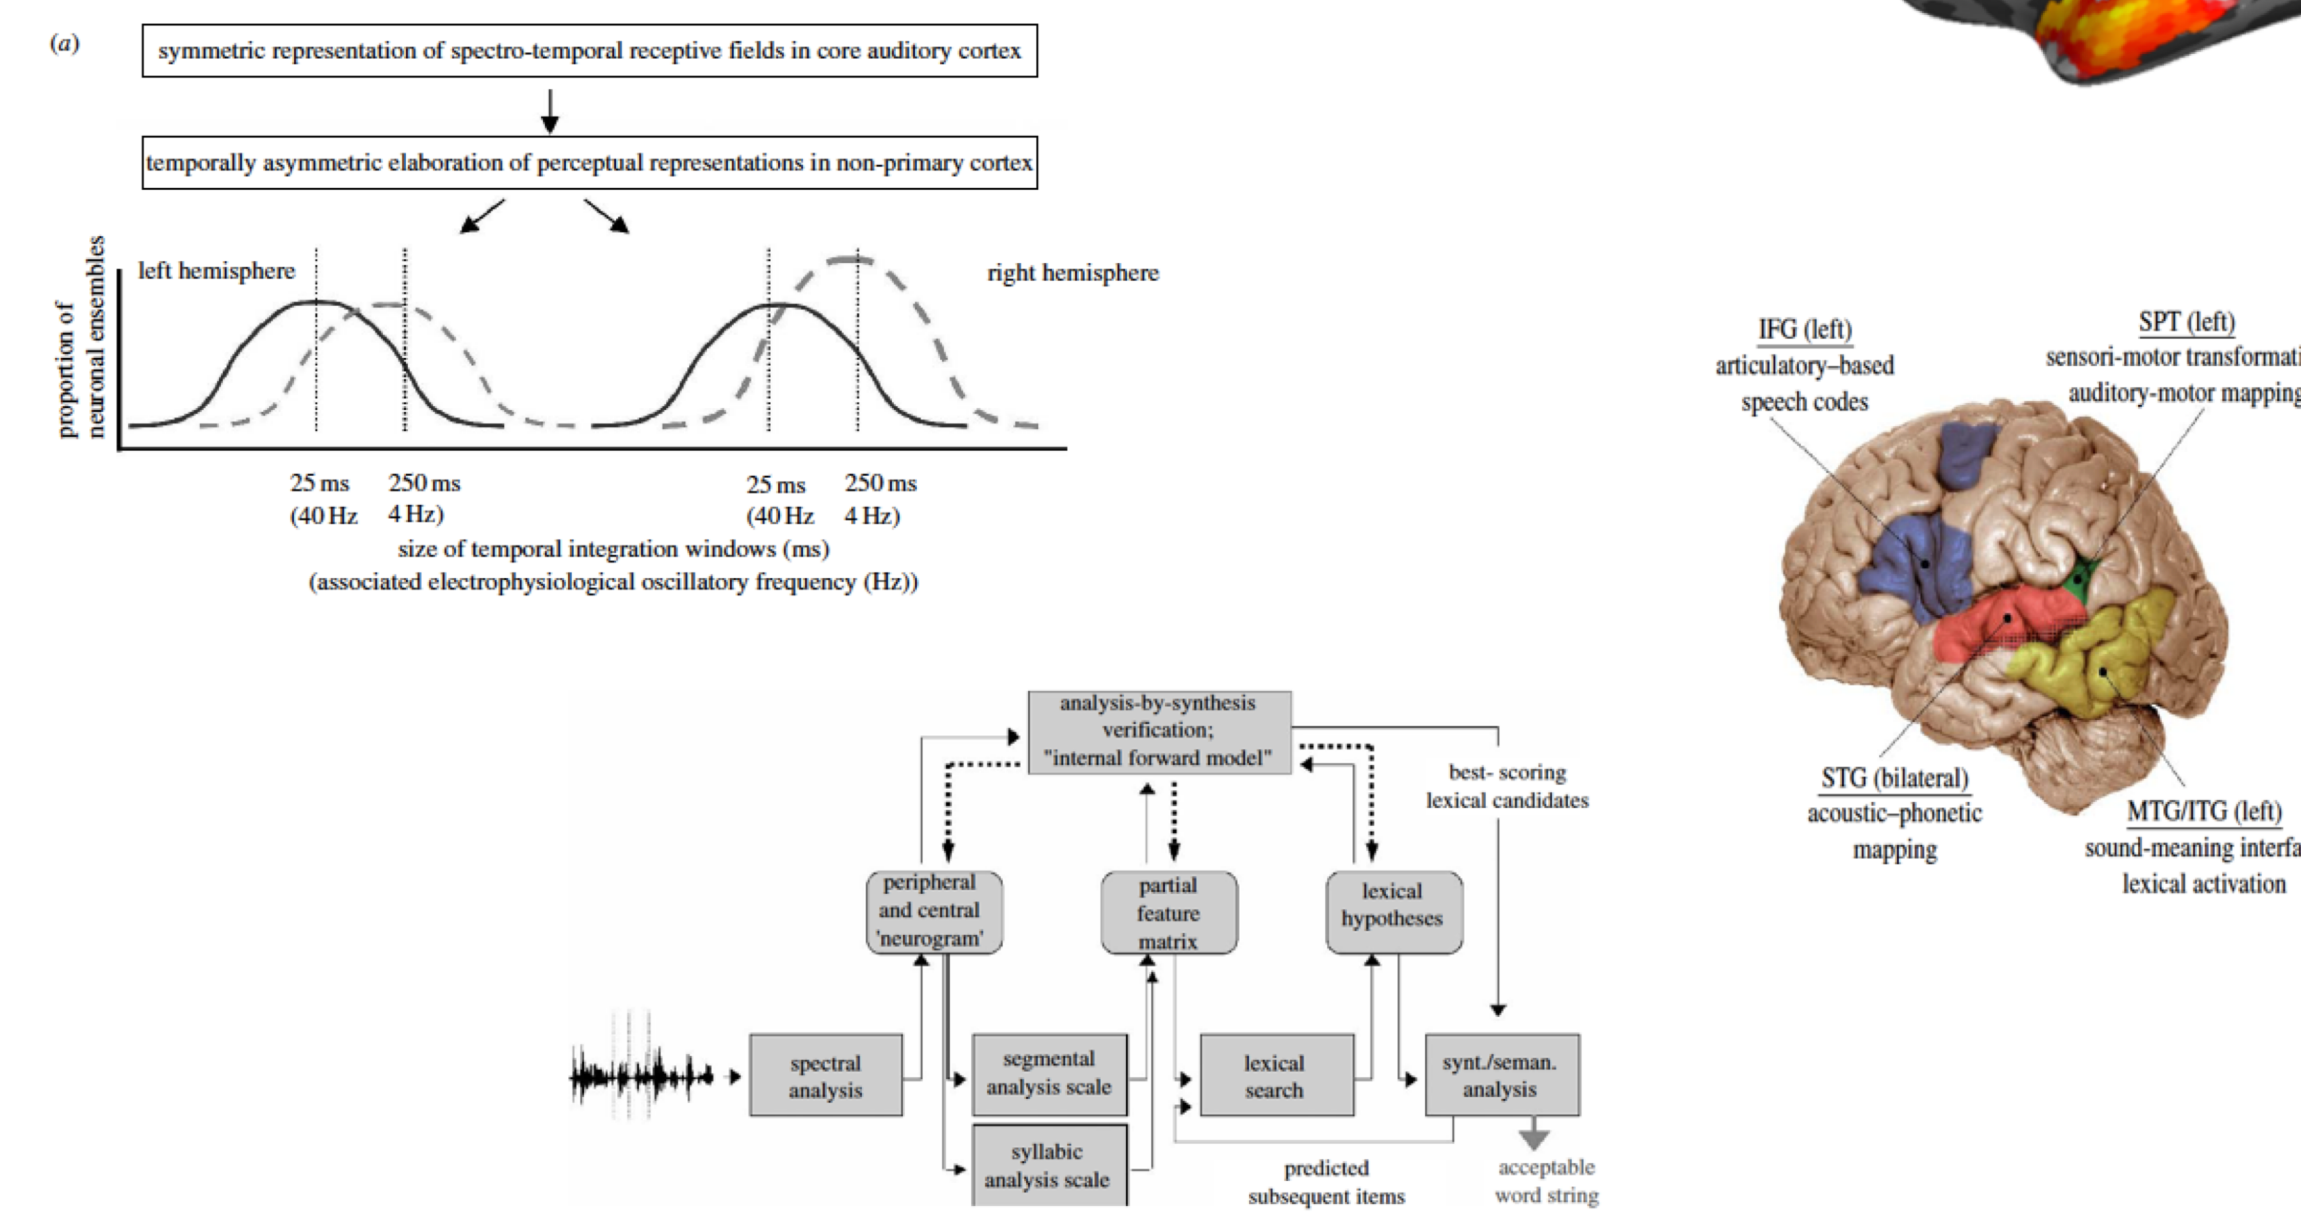 (a)
symmetric representation of spectro-temporal receptive fields in core auditory cortex
temporally asymmetric elaboration of perceptual representations in non-primary cortex
proportion of
neuronal ensembles
left hemisphere
right hemisphere
25 ms
250 ms
(40 Hz
4 Hz)
25 ms
250 ms
(40 Hz
4 Hz)
size of temporal integration windows (ms)
(associated electrophysiological oscillatory frequency (Hz))
IFG (left)
articulatory–based
speech codes
SPT (left)
sensori-motor transformati
auditory-motor mapping
STG (bilateral)
acoustic–phonetic
mapping
MTG/ITG (left)
sound-meaning interfa
lexical activation
analysis-by-synthesis
verification;
"internal forward model"
best- scoring
lexical candidates
peripheral
and central
'neurogram'
partial
feature
matrix
lexical
hypotheses
spectral
analysis
segmental
analysis scale
syllabic
analysis scale
lexical
search
synt./seman.
analysis
predicted
subsequent items
acceptable
word string